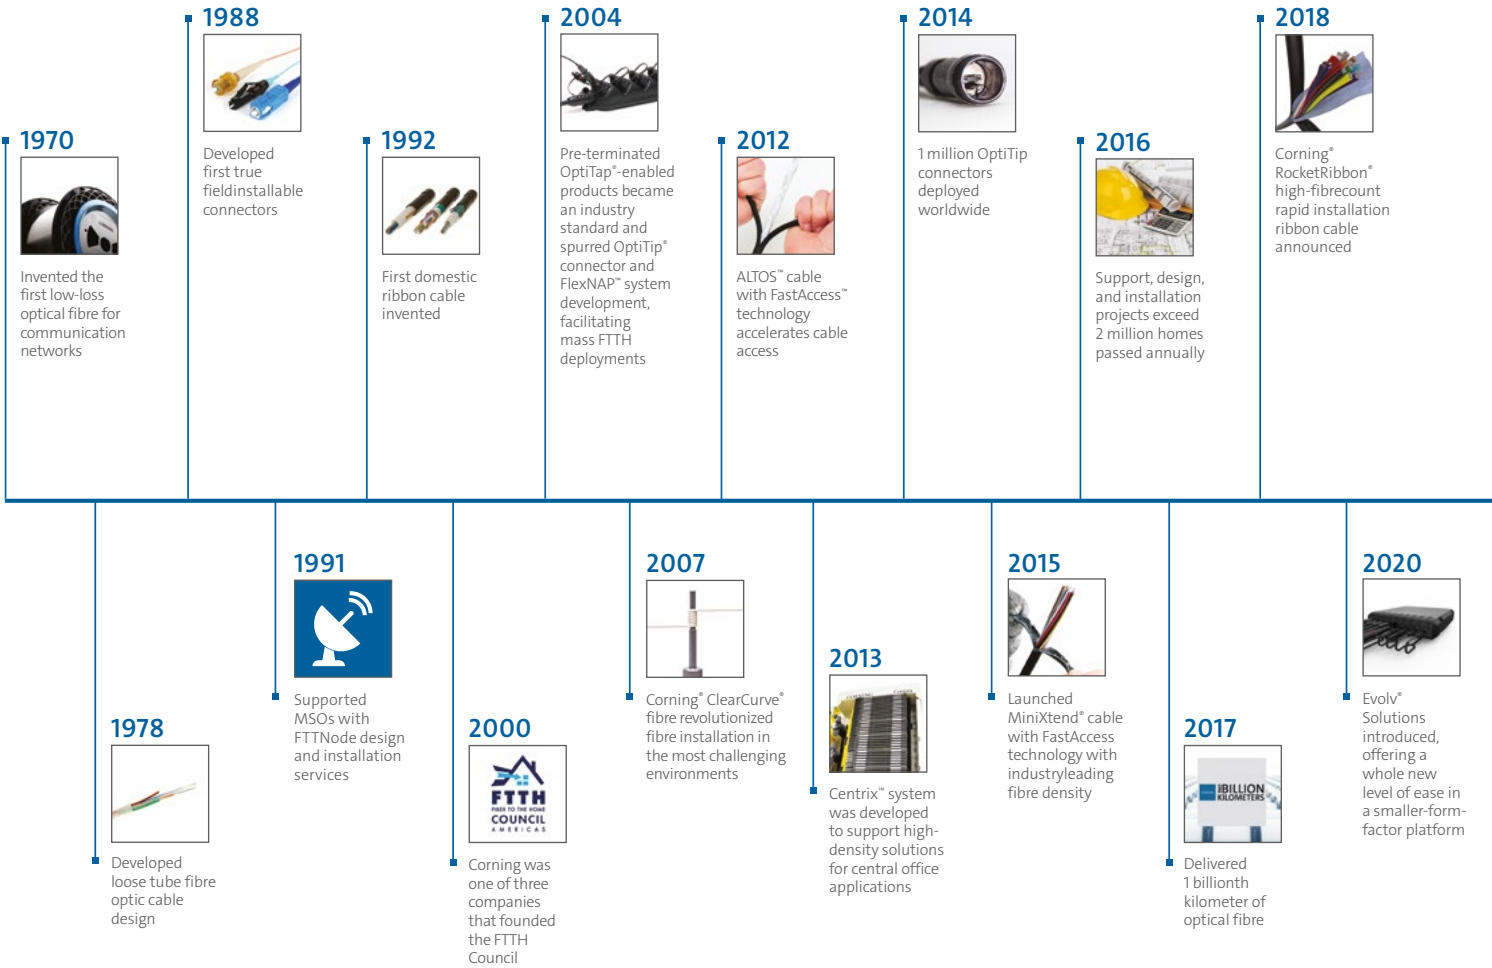 1970
Invented the
first low-loss
optical fibre for
communication
networks
1978
Developed
loose tube fibre
optic cable
design
1988
Developed
first true
fieldinstallable
connectors
1991
Supported
MSOs with
FTTNode design
and installation
services
1992
First domestic
ribbon cable
invented
2000
FTTH
FIBER TO THE HOME
COUNCIL
AMERICAS
Corning was
one of three
companies
that founded
the FTTH
Council
2004
Pre-terminated
OptiTap®-enabled
products became
an industry
standard and
spurred OptiTip®
connector and
FlexNAP™ system
development,
facilitating
mass FTTH
deployments
2007
Corning® ClearCurve®
fibre revolutionized
fibre installation in
the most challenging
environments
2012
ALTOS™ cable
with FastAccess™
technology
accelerates cable
access
2013
Centrix™ system
was developed
to support high-
density solutions
for central office
applications
2014
1 million OptiTip
connectors
deployed
worldwide
2015
Launched
MiniXtend® cable
with FastAccess
technology with
industryleading
fibre density
2016
Support, design,
and installation
projects exceed
2 million homes
passed annually
2017
BILLION
KILOMETERS
Delivered
1 billionth
kilometer of
optical fibre
2018
Corning®
RocketRibbon®
high-fibrecount
rapid installation
ribbon cable
announced
2020
Evolv®
Solutions
introduced,
offering a
whole new
level of ease in
a smaller-form-
factor platform